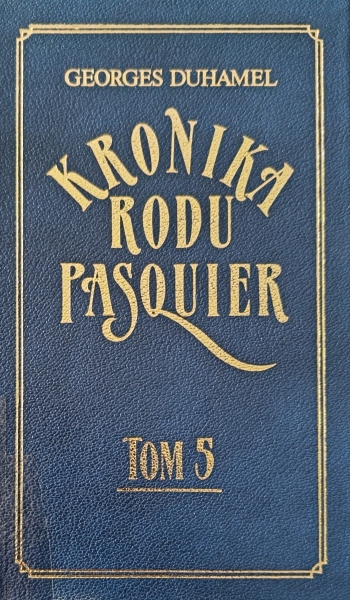 GEORGES DUHAMEL
KRONIKA
RODU
PASQUIER
TOM 5